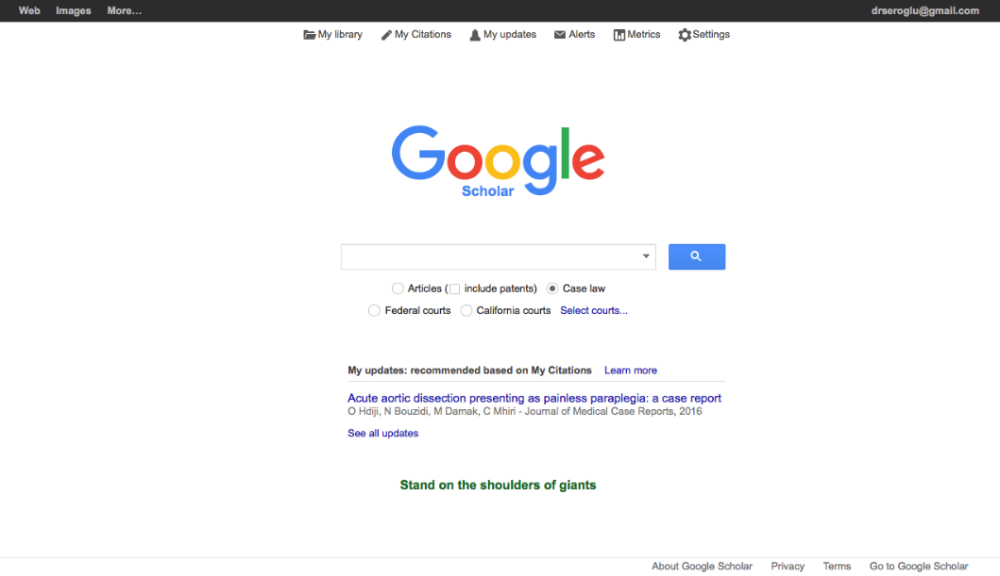 Web Images More... drseroglu@gmail.com
My library My Citations My updates Alerts Metrics Settings
Google
Scholar
Articles ( include patents) Case law
Federal courts California courts Select courts...
My updates: recommended based on My Citations Learn more
Acute aortic dissection presenting as painless paraplegia: a case report
O Hdiji, N Bouzidi, M Damak, C Mhiri - Journal of Medical Case Reports, 2016
See all updates
Stand on the shoulders of giants
About Google Scholar Privacy Terms Go to Google Scholar